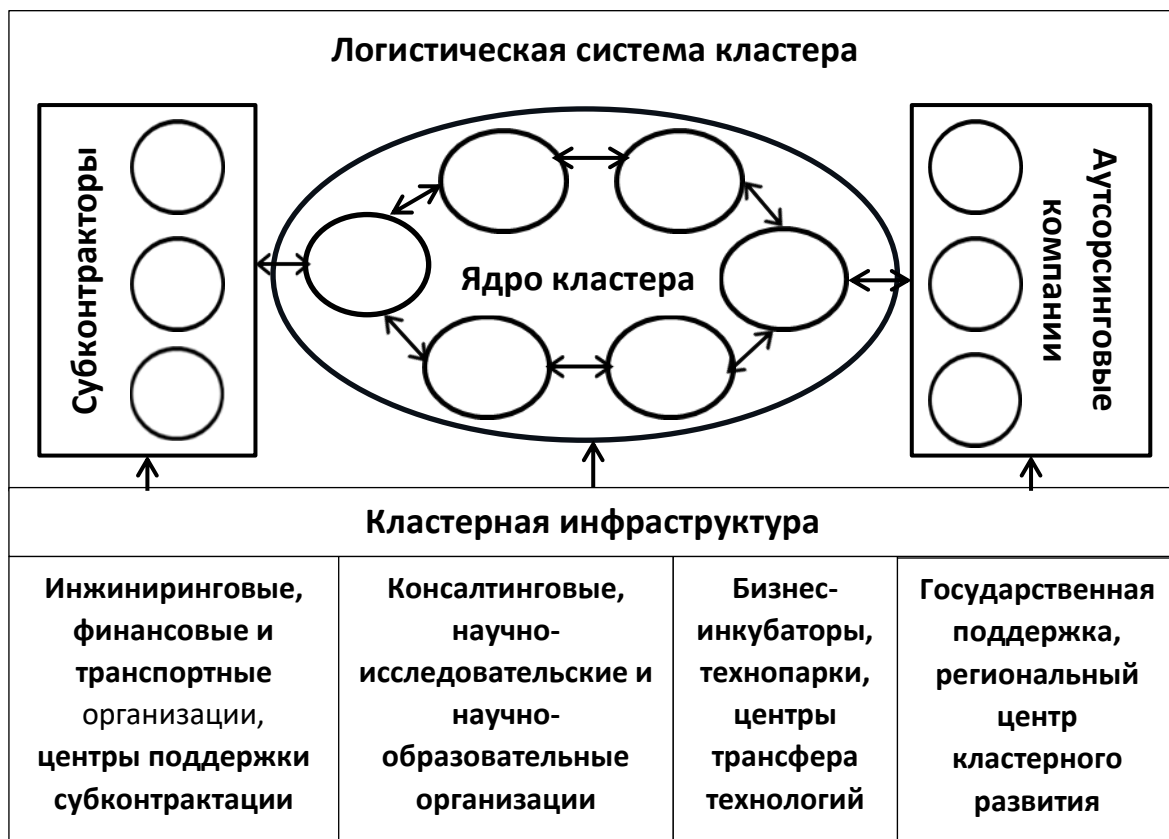 Логистическая система кластера
Субконтракторы
Ядро кластера
Аутсорсинговые
компании
Кластерная инфраструктура
Инжиниринговые,
финансовые и
транспортные
организации,
центры поддержки
субконтрактации
Консалтинговые,
научно-
исследовательские и
научно-
образовательные
организации
Бизнес-
инкубаторы,
технопарки,
центры
трансфера
технологий
Государственная
поддержка,
региональный
центр
кластерного
развития